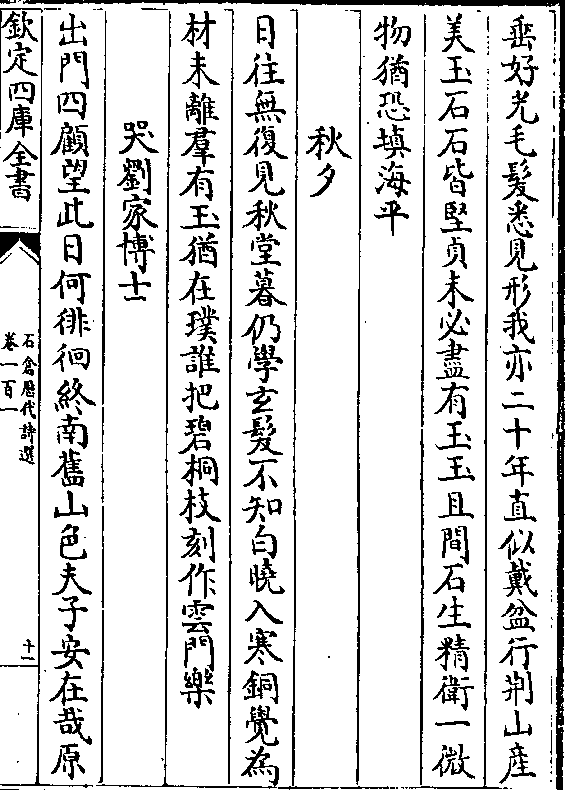 垂好光毛髮悉見形我亦二十年直似戴盆行荆山産
美玉石石皆堅貞未必盡有玉玉且間石生精衛一微
物猶恐填海平
秋夕
日往無復見秋堂暮仍學玄髮不知白曉入寒銅覺為
材未離羣有玉猶在璞誰把碧桐枝刻作雲門樂
哭劉家博士
出門四顧望此日何徘徊終南舊山色夫子安在哉原
欽定四庫全書
石倉歴代詩選
卷一百一
十一